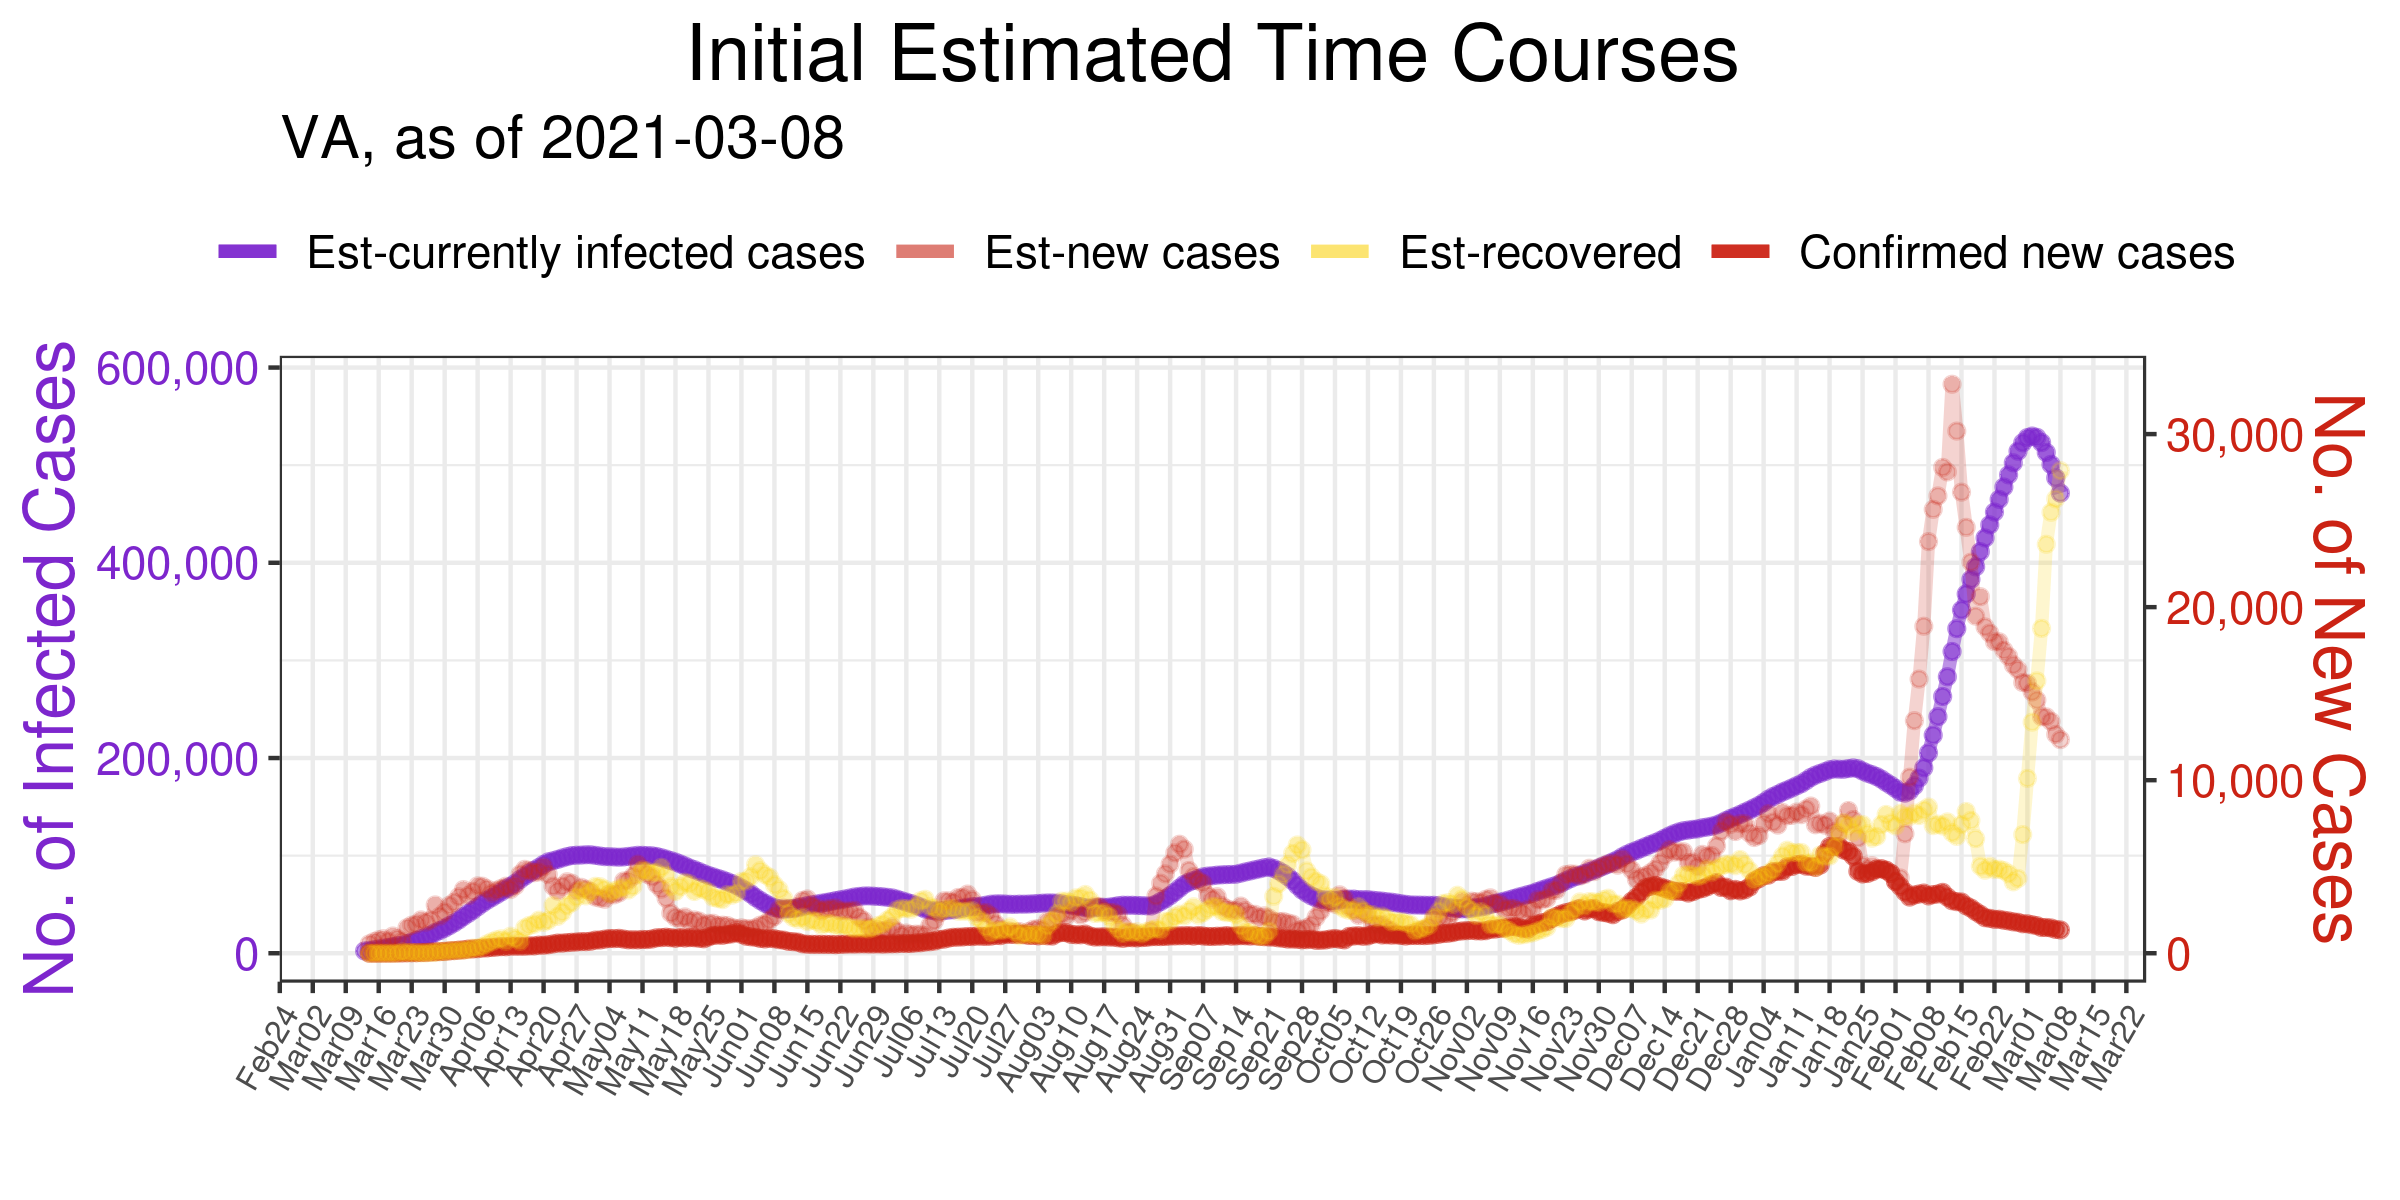 Initial Estimated Time Courses
VA, as of 2021-03-08
Est-currently infected cases Est-new cases Est-recovered Confirmed new cases
No. of Infected Cases
600,000
400,000
200,000
0
30,000
20,000
10,000
0
No. of New Cases
Feb24 Mar02 Mar09 Mar16 Mar23 Mar30 Apr06 Apr13 Apr20 Apr27 May04 May11 May18 May25 Jun01 Jun08 Jun15 Jun22 Jun29 Jul06 Jul13 Jul20 Jul27 Aug03 Aug10 Aug17 Aug24 Aug31 Sep07 Sep14 Sep21 Sep28 Oct05 Oct12 Oct19 Oct26 Nov02 Nov09 Nov16 Nov23 Nov30 Dec07 Dec14 Dec21 Dec28 Jan04 Jan11 Jan18 Jan25 Feb01 Feb08 Feb15 Feb22 Mar01 Mar08 Mar15 Mar22